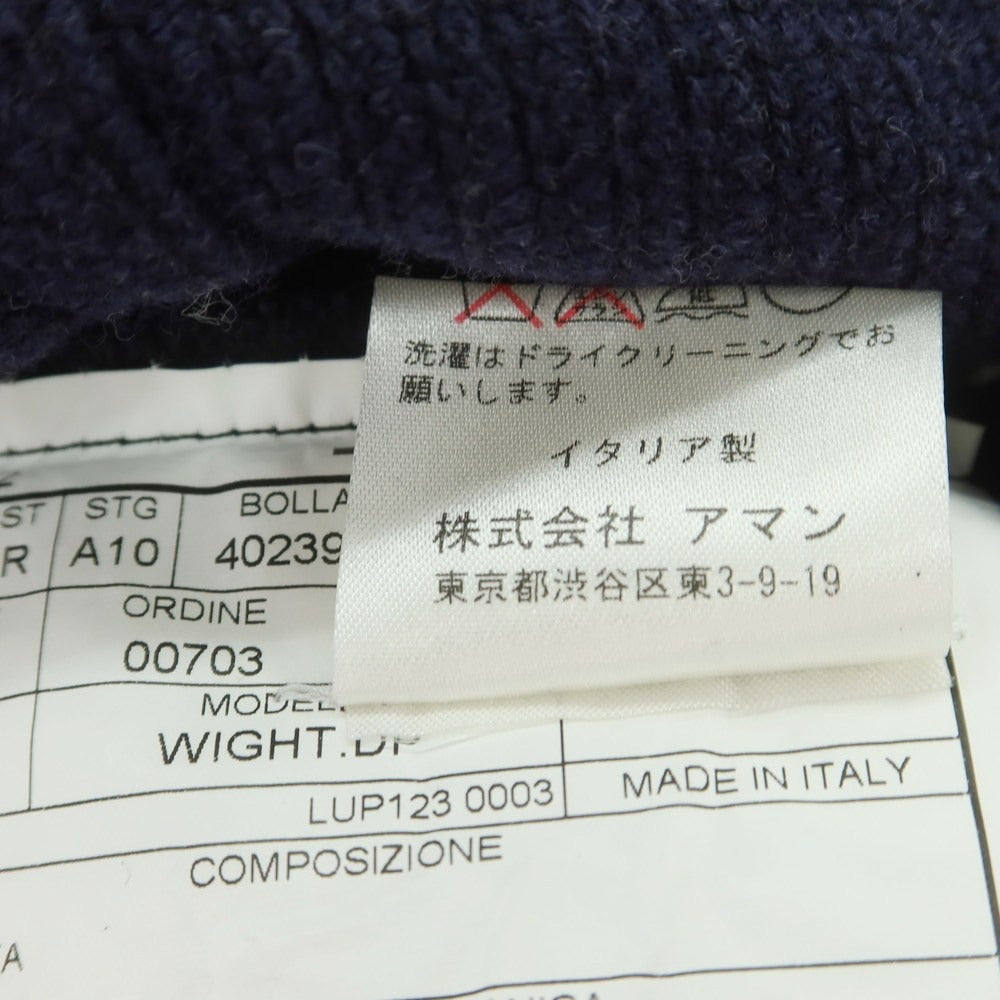 洗濯はドライクリーニングでお
願いします。
イタリア製
株式会社 アマン
東京都渋谷区東3-9-19
ST STG BOLLA
R A10 40239
ORDINE
00703
WIGHT.DP
LUP123 0003 MADE IN ITALY
COMPOSIZIONE